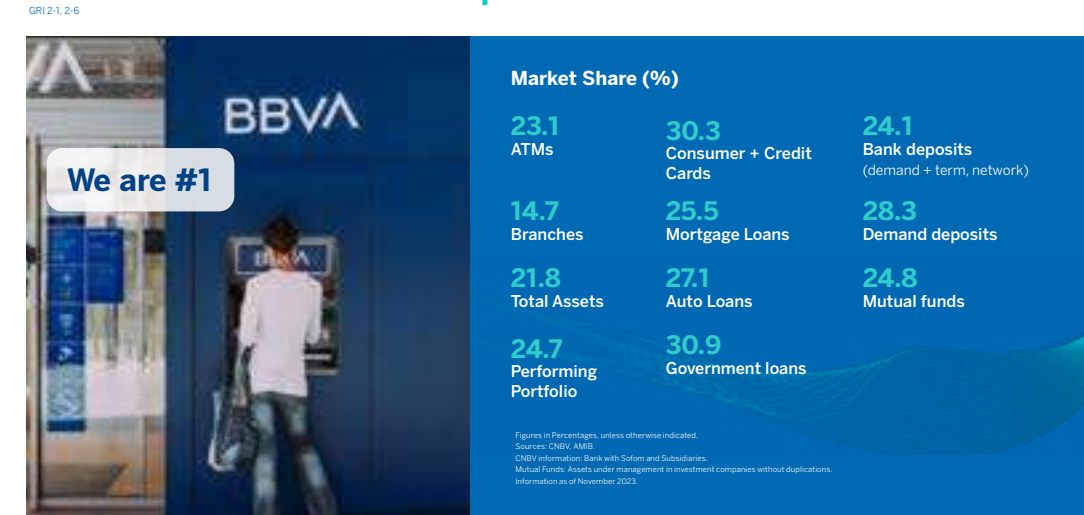 GRI 2-1, 2-6
BBVA
We are #1
BBVA
Market Share (%)
23.1
ATMs
30.3
Consumer + Credit
Cards
24.1
Bank deposits
(demand + term, network)
14.7
Branches
25.5
Mortgage Loans
28.3
Demand deposits
21.8
Total Assets
27.1
Auto Loans
24.8
Mutual funds
24.7
Performing
Portfolio
30.9
Government loans
Figures in Percentages, unless otherwise indicated.
Sources: CNBV, AMIB.
CNBV information: Bank with Sofom and Subsidiaries.
Mutual Funds: Assets under management in investment companies without duplications.
Information as of November 2023.